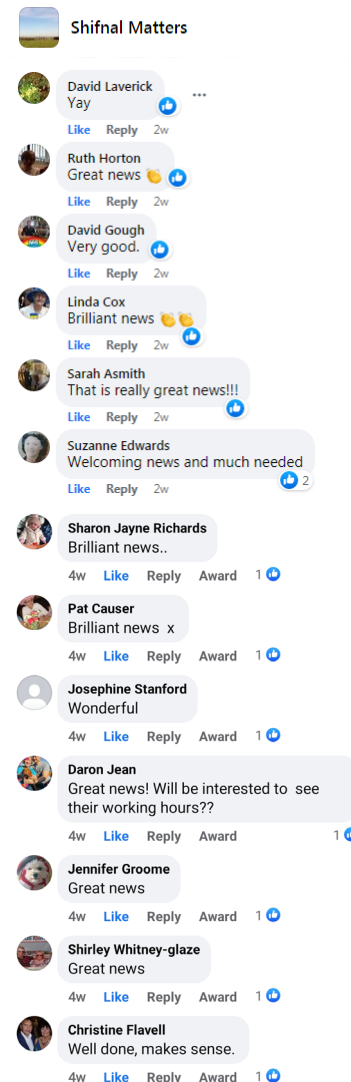 Shifnal Matters
David Laverick
Yay
Like Reply 2w
Ruth Horton
Great news 👏
Like Reply 2w
David Gough
Very good.
Like Reply 2w
Linda Cox
Brilliant news 👏👏
Like Reply 2w
Sarah Asmith
That is really great news!!!
Like Reply 2w
Suzanne Edwards
Welcoming news and much needed
2
Like Reply 2w
Sharon Jayne Richards
Brilliant news..
4w Like Reply Award 1
Pat Causer
Brilliant news x
4w Like Reply Award 1
Josephine Stanford
Wonderful
4w Like Reply Award 1
Daron Jean
Great news! Will be interested to see
their working hours??
4w Like Reply Award 1
Jennifer Groome
Great news
4w Like Reply Award 1
Shirley Whitney-glaze
Great news
4w Like Reply Award 1
Christine Flavell
Well done, makes sense.
4w Like Reply Award 1